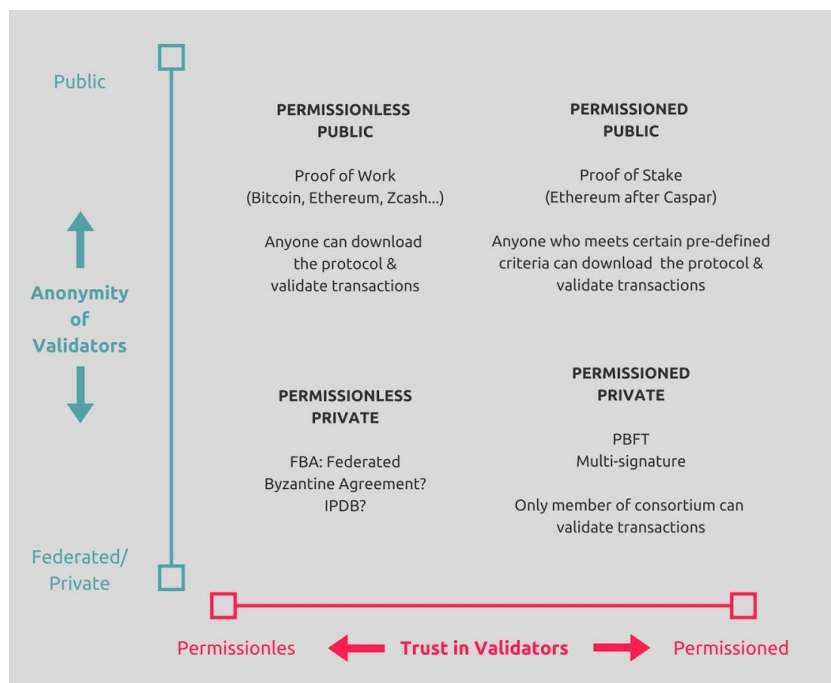 Public
Anonymity
of
Validators
Federated/
Private
PERMISSIONLESS
PUBLIC
Proof of Work
(Bitcoin, Ethereum, Zcash...)
Anyone can download
the protocol &
validate transactions
PERMISSIONED
PUBLIC
Proof of Stake
(Ethereum after Caspar)
Anyone who meets certain pre-defined
criteria can download the protocol &
validate transactions
PERMISSIONLESS
PRIVATE
FBA: Federated
Byzantine Agreement?
IPDB?
PERMISSIONED
PRIVATE
PBFT
Multi-signature
Only member of consortium can
validate transactions
Permissionles
Trust in Validators
Permissioned